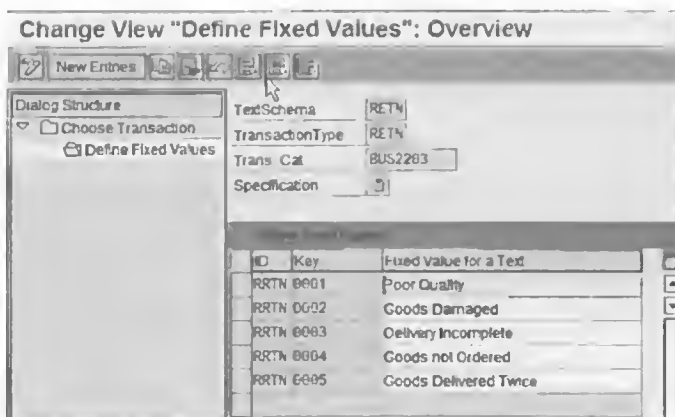 Change View "Define Fixed Values": Overview
New Entries
Dialog Structure
Choose Transaction
Define Fixed Values
TextSchema RETN
TransactionType RETN
Trans. Cat BUS2283
Specification
ID Key Fixed Value for a Text
RRTN 0001 Poor Quality
RRTN 0002 Goods Damaged
RRTN 0003 Delivery Incomplete
RRTN 0004 Goods not Ordered
RRTN 0005 Goods Delivered Twice